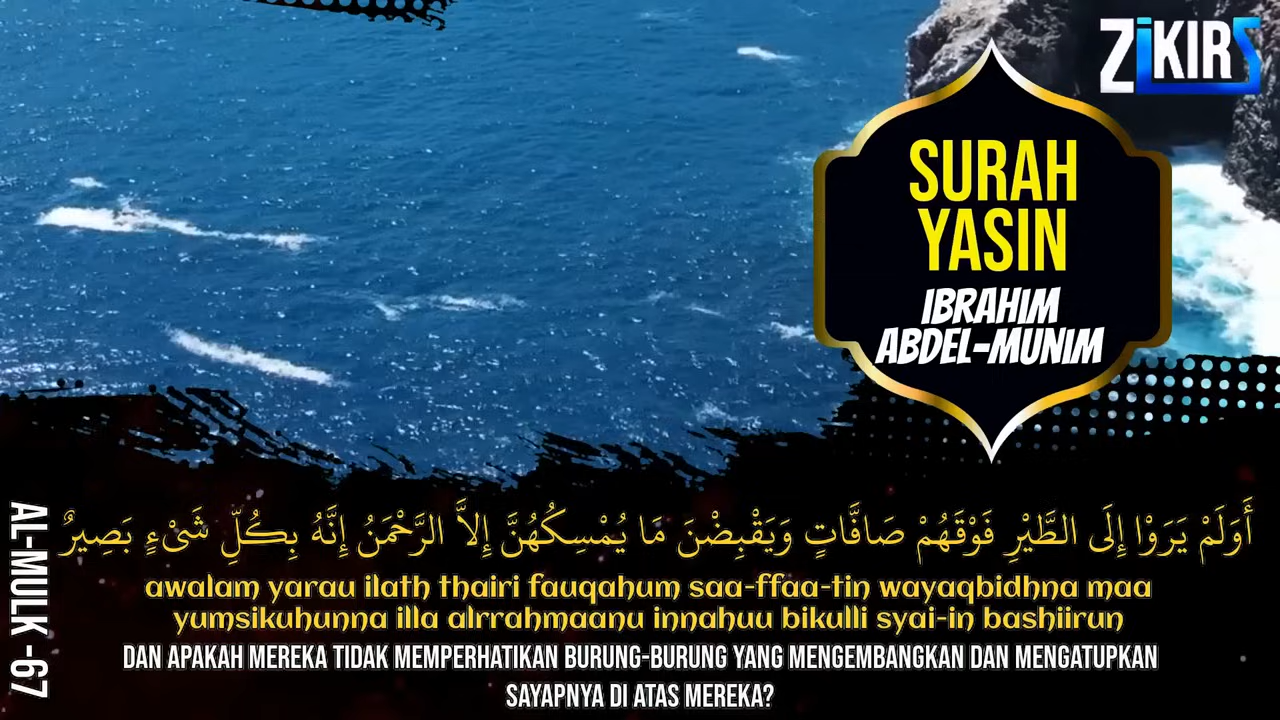 ZIKIRS
SURAH
YASIN
IBRAHIM
ABDEL-MUNIM
أَوَلَمْ يَرَوْا إِلَى الطَّيْرِ فَوْقَهُمْ صَافَّاتٍ وَيَقْبِضْنَ مَا يُمْسِكُهُنَّ إِلاَّ الرَّحْمَنُ إِنَّهُ بِكُلِّ شَىْءٍ بَصِيرٌ
awalam yarau ilath thairi fauqahum saa-ffaa-tin wayaqbidhna maa
yumsikuhunna illa alrrahmaanu innahuu bikulli syai-in bashiirun
DAN APAKAH MEREKA TIDAK MEMPERHATIKAN BURUNG-BURUNG YANG MENGEMBANGKAN DAN MENGATUPKAN
SAYAPNYA DI ATAS MEREKA?
AL-MULK -67